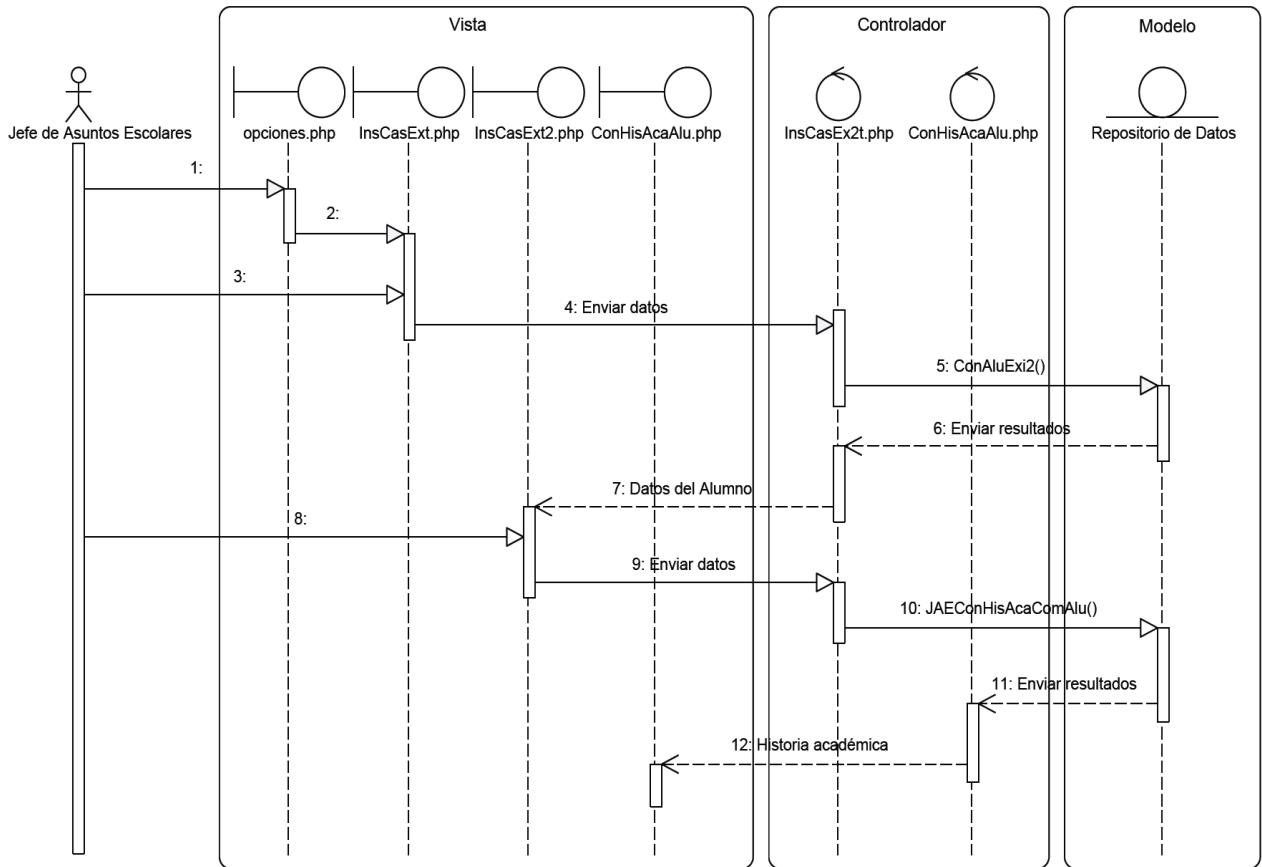 Vista
Controlador
Modelo
Jefe de Asuntos Escolares
opciones.php
InsCasExt.php
InsCasExt2.php
ConHisAcaAlu.php
InsCasEx2t.php
ConHisAcaAlu.php
Repositorio de Datos
1:
2:
3:
4: Enviar datos
5: ConAluExi2()
6: Enviar resultados
7: Datos del Alumno
8:
9: Enviar datos
10: JAEConHisAcaComAlu()
11: Enviar resultados
12: Historia académica